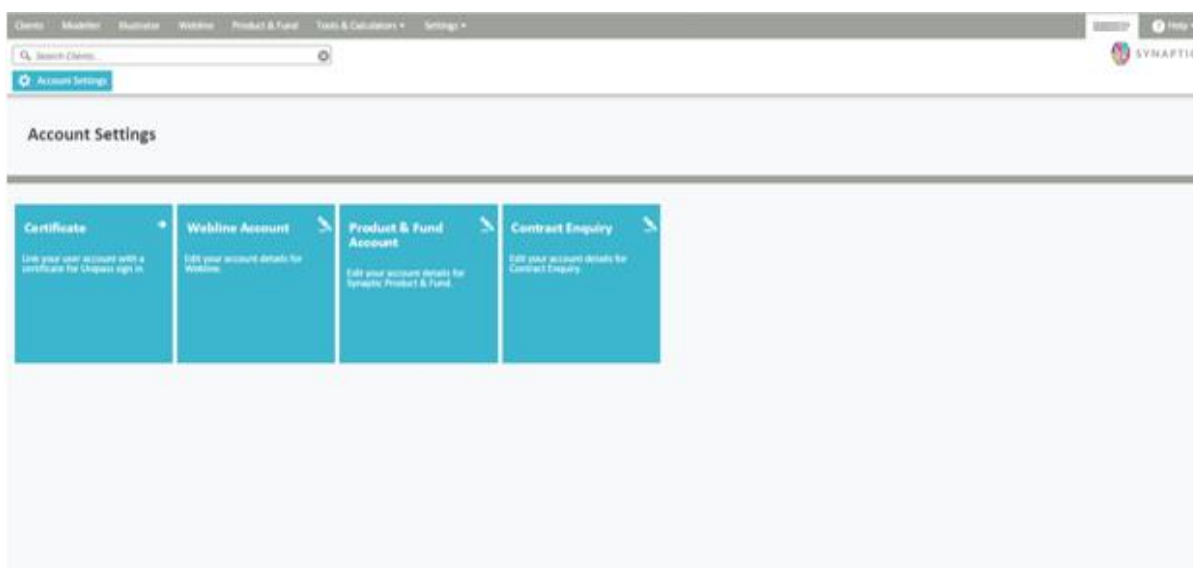 Clients Modeller Illustrator Webline Product & Fund Tools & Calculators Settings Help
Search Clients...
SYNAPTIC
Account Settings
Account Settings
Certificate
Link your user account with a
certificate for Unipass sign in.
Webline Account
Edit your account details for
Webline.
Product & Fund
Account
Edit your account details for
Synaptic Product & Fund.
Contract Enquiry
Edit your account details for
Contract Enquiry.